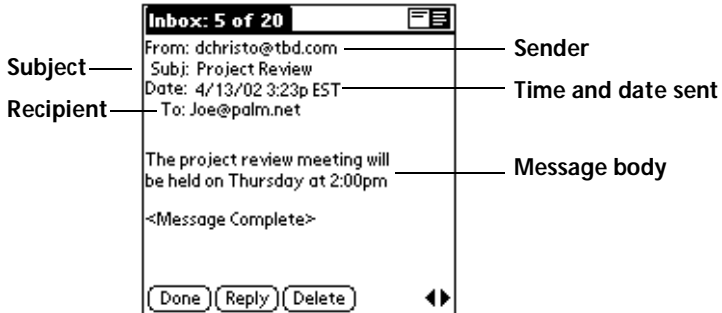 Inbox: 5 of 20
From: dchristo@tbd.com
Sender
Subject
Subj: Project Review
Date: 4/13/02 3:23p EST
Time and date sent
Recipient
To: Joe@palm.net
The project review meeting will
be held on Thursday at 2:00pm
Message body
<Message Complete>
Done Reply Delete